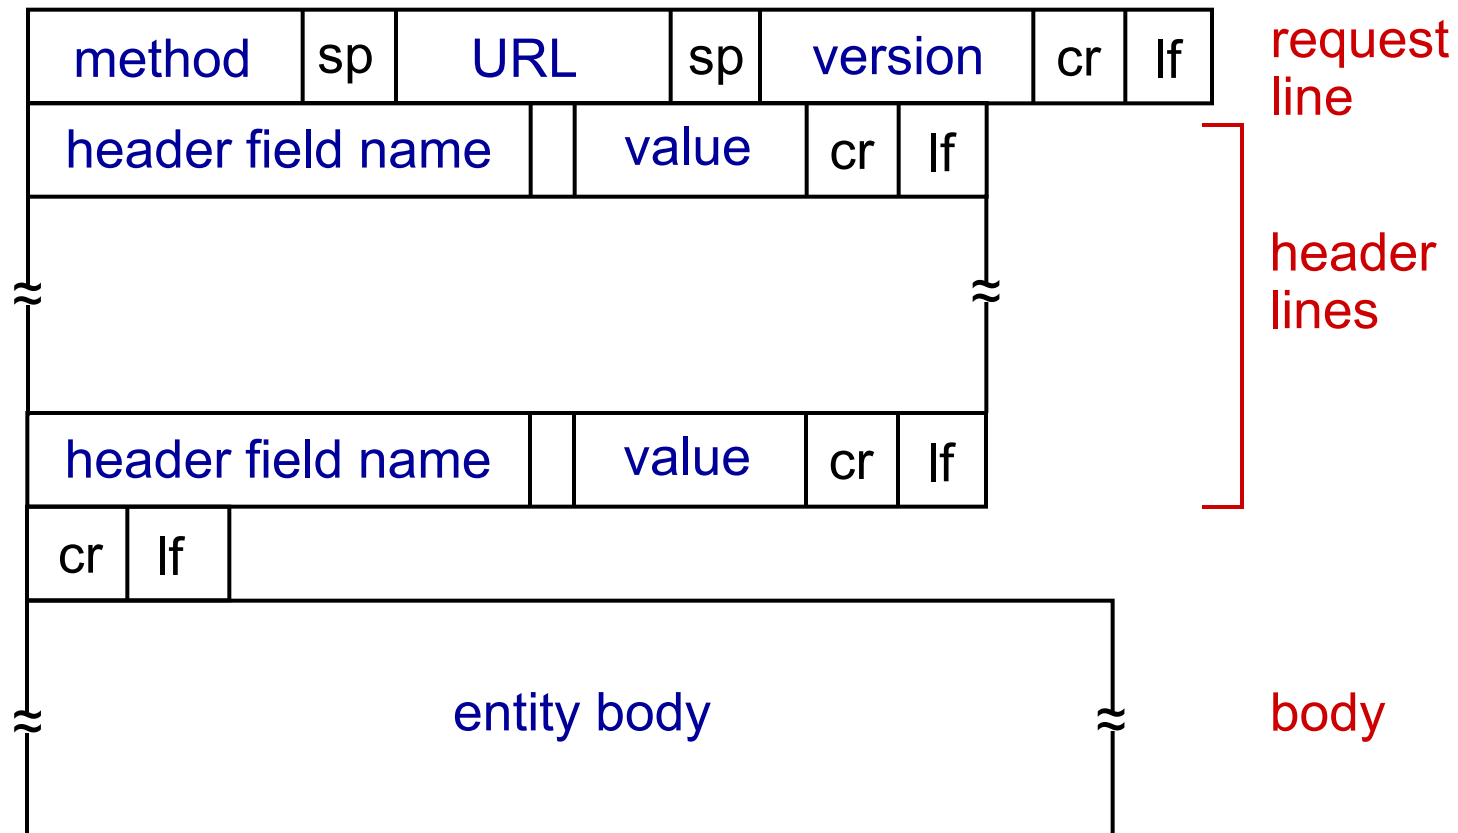 method sp URL sp version cr lf
request
line
header field name value cr lf
header
lines
header field name value cr lf
cr lf
entity body
body